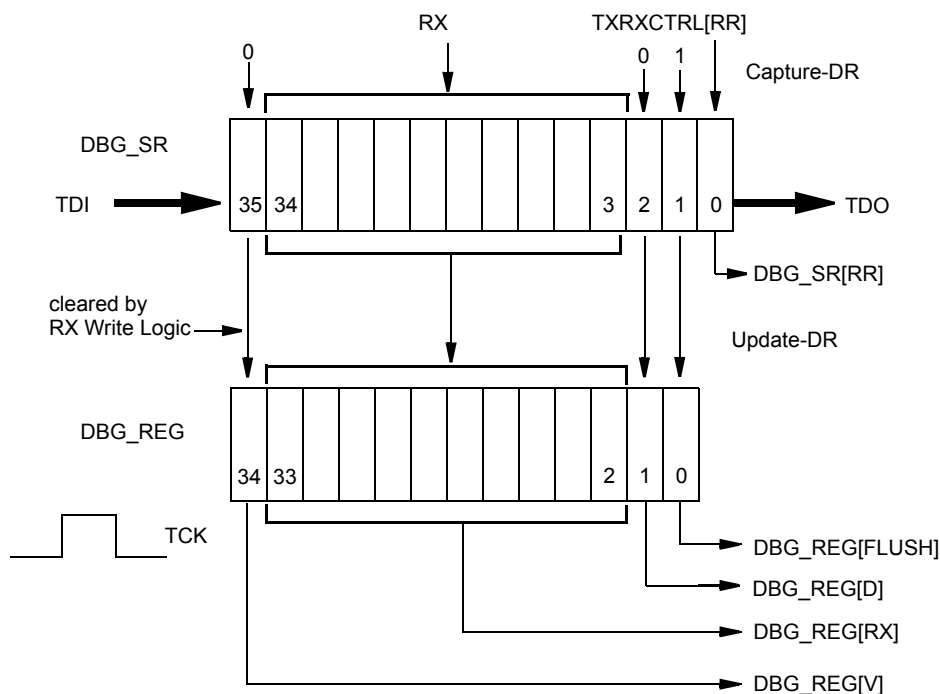 RX
TXRXCTRL[RR]
0
0
1
Capture-DR
DBG_SR
TDI
35
34
3
2
1
0
TDO
DBG_SR[RR]
cleared by
RX Write Logic
Update-DR
DBG_REG
34
33
2
1
0
TCK
DBG_REG[FLUSH]
DBG_REG[D]
DBG_REG[RX]
DBG_REG[V]